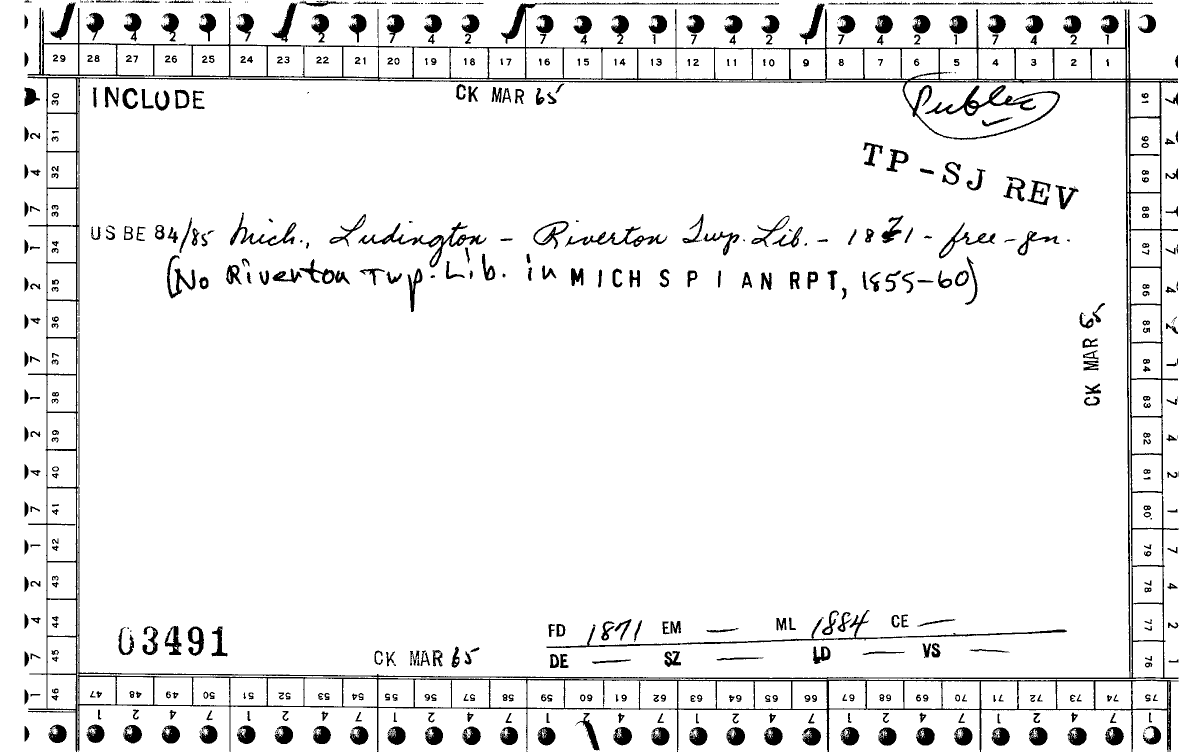 7 4 2 1 7 4 2 1 7 4 2 1 7 4 2 1 7 4 2 1 7 4 2 1 7 4 2 1
29 28 27 26 25 24 23 22 21 20 19 18 17 16 15 14 13 12 11 10 9 8 7 6 5 4 3 2 1
INCLUDE CK MAR 65 Public
TP-SJ REV
US BE 84/85 Mich., Ludington - Riverton Twp. Lib. - 1871 - free-gen.
(No Riverton Twp. Lib. in MICH S P I AN RPT, 1855-60)
CK MAR 65
03491
FD 1871 EM — ML 1884 CE —
CK MAR 65 DE — SZ — LD — VS —
30 31 32 33 34 35 36 37 38 39 40 41 42 43 44 45 46
91 90 89 88 87 86 85 84 83 82 81 80 79 78 77 76 75
47 48 49 50 51 52 53 54 55 56 57 58 59 60 61 62 63 64 65 66 67 68 69 70 71 72 73 74
1 2 4 7 1 2 4 7 1 2 4 7 1 2 4 7 1 2 4 7 1 2 4 7 1 2 4 7 1